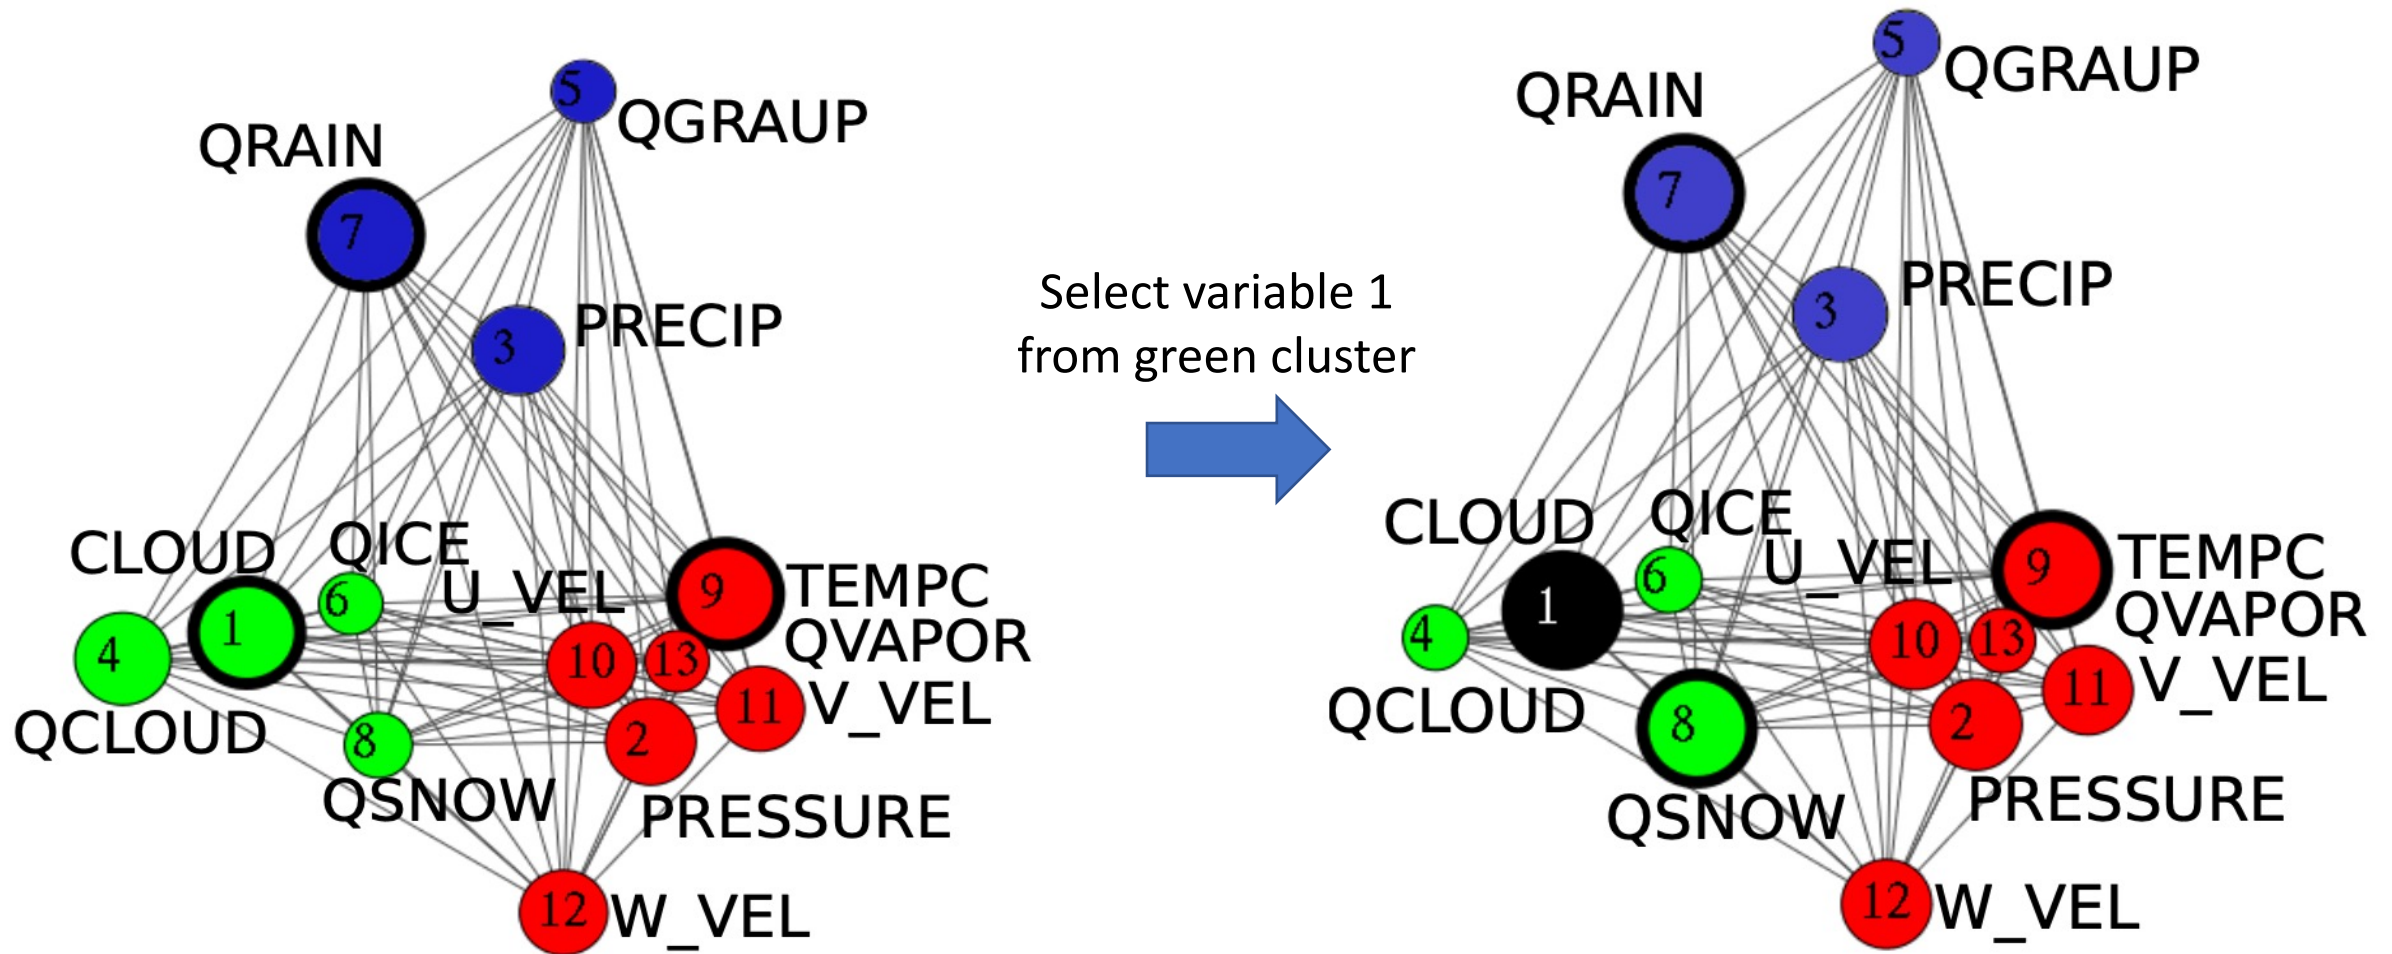 5
QGRAUP
QRAIN
7
PRECIP
3
CLOUD
QICE
U_VEL
6
9
TEMPC
1
QVAPOR
4
10
13
11
V_VEL
QCLOUD
8
2
QSNOW
PRESSURE
12
W_VEL
Select variable 1
from green cluster
5
QGRAUP
QRAIN
7
PRECIP
3
CLOUD
QICE
U_VEL
6
9
TEMPC
1
QVAPOR
4
10
13
11
V_VEL
QCLOUD
8
2
QSNOW
PRESSURE
12
W_VEL